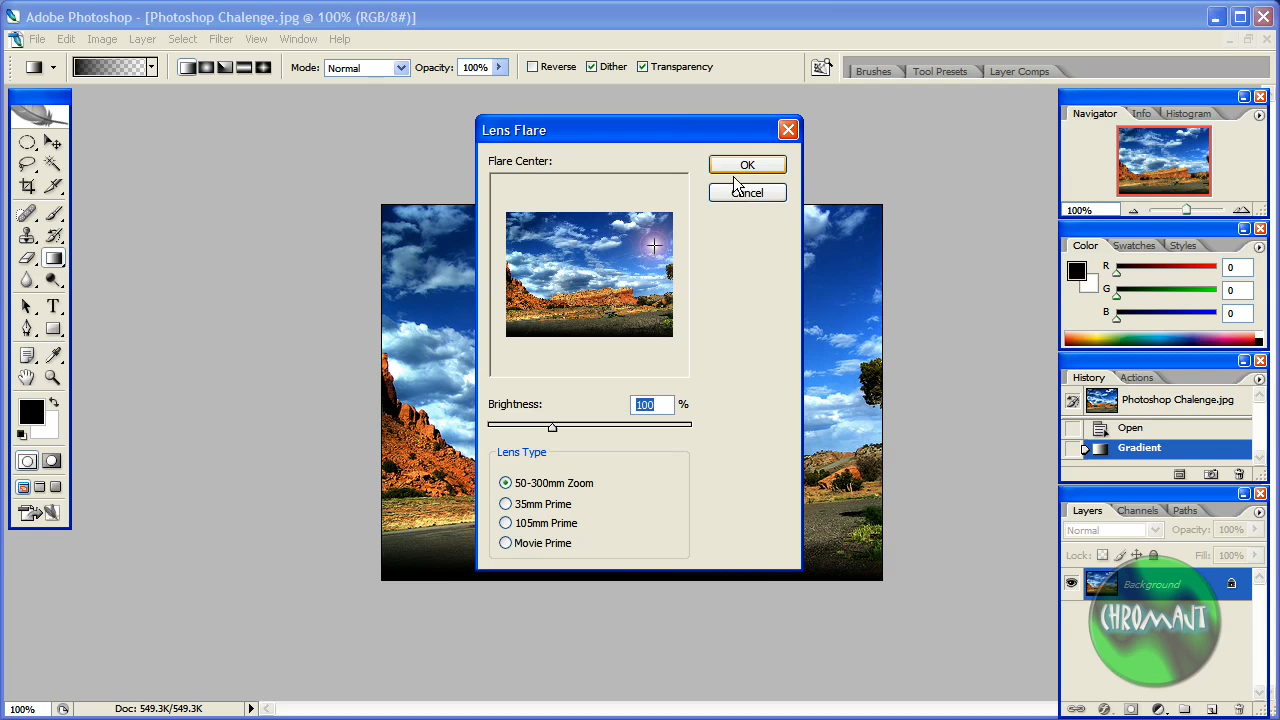 Adobe Photoshop - [Photoshop Chalenge.jpg @ 100% (RGB/8#)]
File Edit Image Layer Select Filter View Window Help
Mode: Normal Opacity: 100% Reverse Dither Transparency Brushes Tool Presets Layer Comps
Lens Flare
Flare Center:
OK
Cancel
Brightness: 100 %
Lens Type
50-300mm Zoom
35mm Prime
105mm Prime
Movie Prime
Navigator Info Histogram
100%
Color Swatches Styles
R 0
G 0
B 0
History Actions
Photoshop Chalenge.jpg
Open
Gradient
Layers Channels Paths
Normal Opacity: 100%
Lock: Fill: 100%
Background
CHROMAJT
T
100% Doc: 549.3K/549.3K